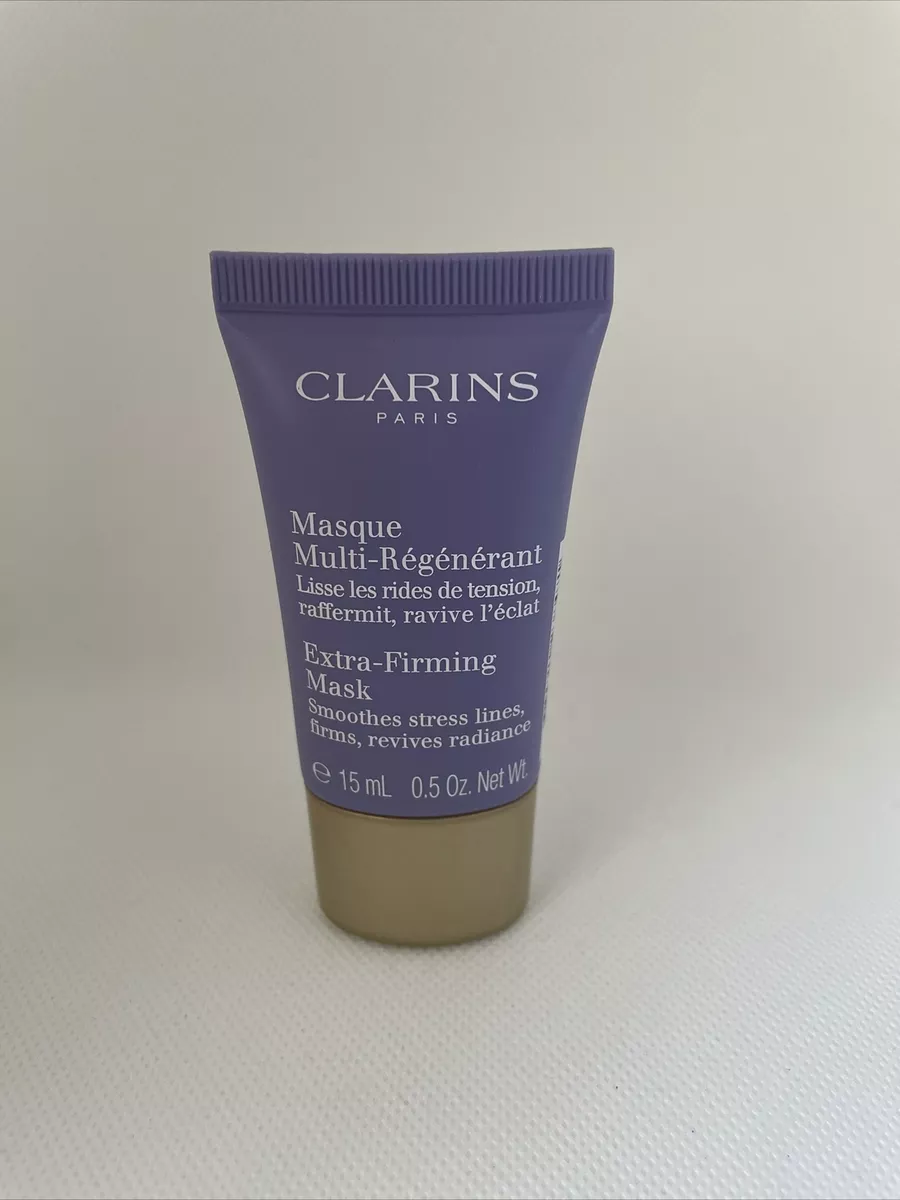 CLARINS
PARIS
Masque
Multi-Régénérant
Lisse les rides de tension,
raffermit, ravive l'éclat
Extra-Firming
Mask
Smoothes stress lines,
firms, revives radiance
℮ 15 mL 0.5 Oz. Net Wt.